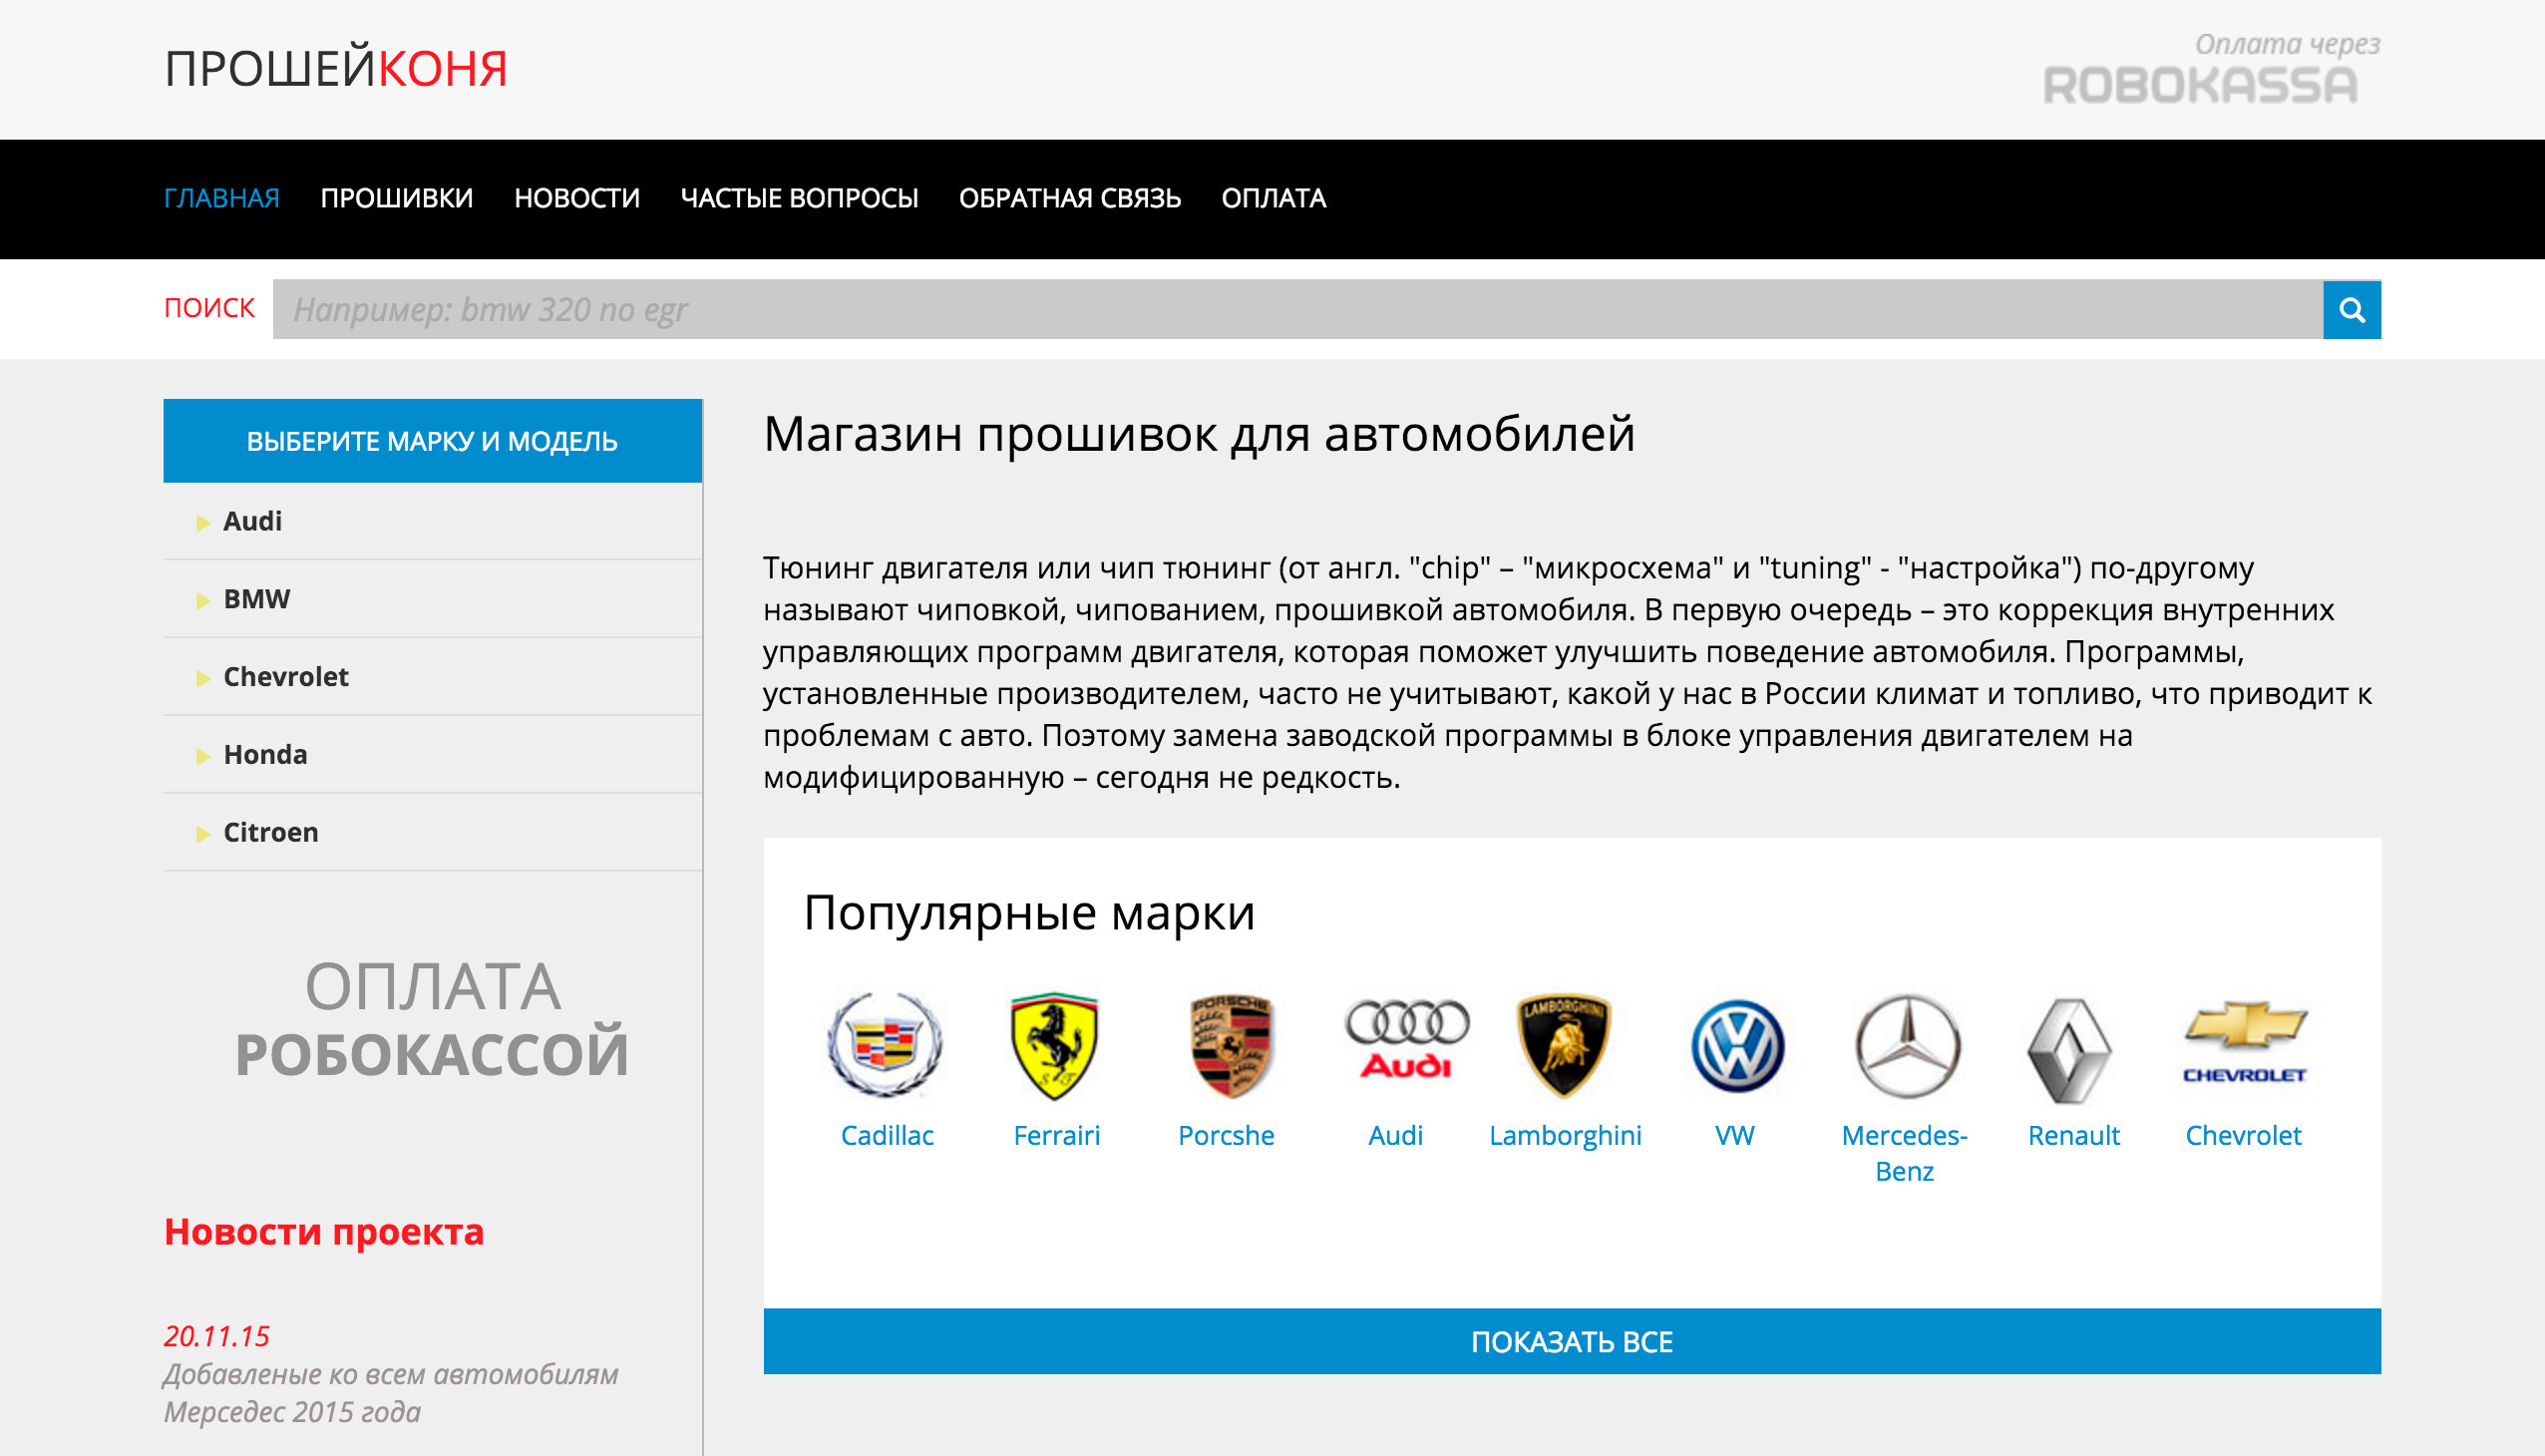 ПРОШЕЙКОНЯ
Оплата через
ROBOKASSA
ГЛАВНАЯ ПРОШИВКИ НОВОСТИ ЧАСТЫЕ ВОПРОСЫ ОБРАТНАЯ СВЯЗЬ ОПЛАТА
ПОИСК Например: bmw 320 no egr
ВЫБЕРИТЕ МАРКУ И МОДЕЛЬ
Audi
BMW
Chevrolet
Honda
Citroen
ОПЛАТА
РОБОКАССОЙ
Новости проекта
20.11.15
Добавленые ко всем автомобилям
Мерседес 2015 года
Магазин прошивок для автомобилей
Тюнинг двигателя или чип тюнинг (от англ. "chip" – "микросхема" и "tuning" - "настройка") по-другому
называют чиповкой, чипованием, прошивкой автомобиля. В первую очередь – это коррекция внутренних
управляющих программ двигателя, которая поможет улучшить поведение автомобиля. Программы,
установленные производителем, часто не учитывают, какой у нас в России климат и топливо, что приводит к
проблемам с авто. Поэтому замена заводской программы в блоке управления двигателем на
модифицированную – сегодня не редкость.
Популярные марки
S F
PORSCHE
Audi
LAMBORGHINI
CHEVROLET
Cadillac Ferrairi Porcshe Audi Lamborghini VW Mercedes-
Benz Renault Chevrolet
ПОКАЗАТЬ ВСЕ